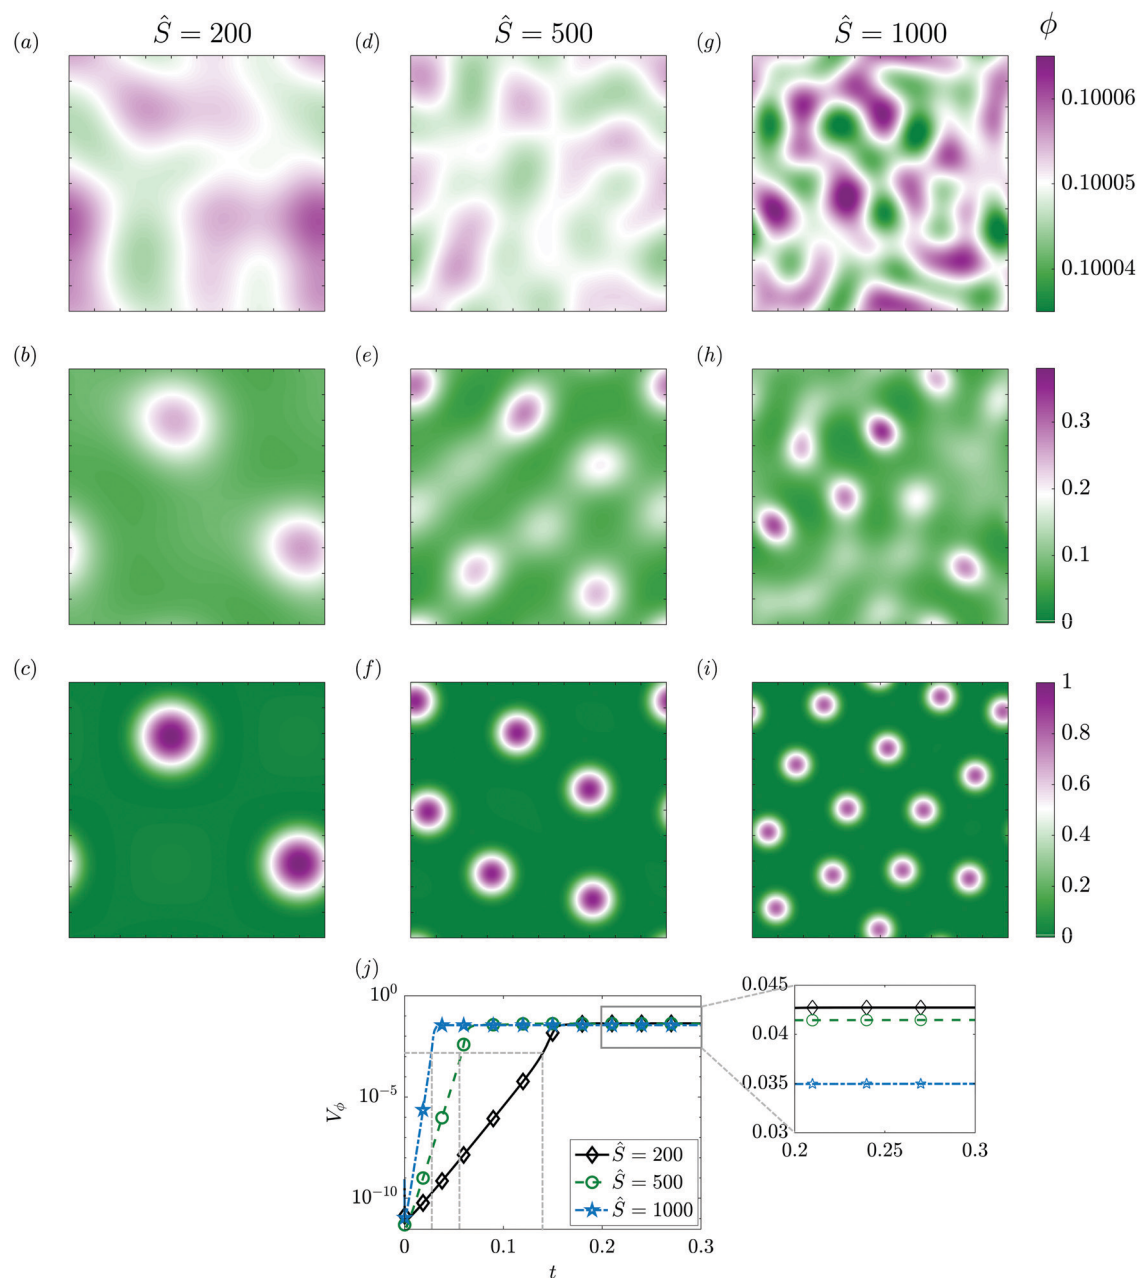 Ŝ = 200
Ŝ = 500
Ŝ = 1000
ϕ
(a)
(d)
(g)
0.10006
0.10005
0.10004
(b)
(e)
(h)
0.3
0.2
0.1
0
(c)
(f)
(i)
1
0.8
0.6
0.4
0.2
0
(j)
10⁰
10⁻⁵
10⁻¹⁰
V_ϕ
Ŝ = 200
Ŝ = 500
Ŝ = 1000
0
0.1
0.2
0.3
t
0.045
0.04
0.035
0.03
0.2
0.25
0.3